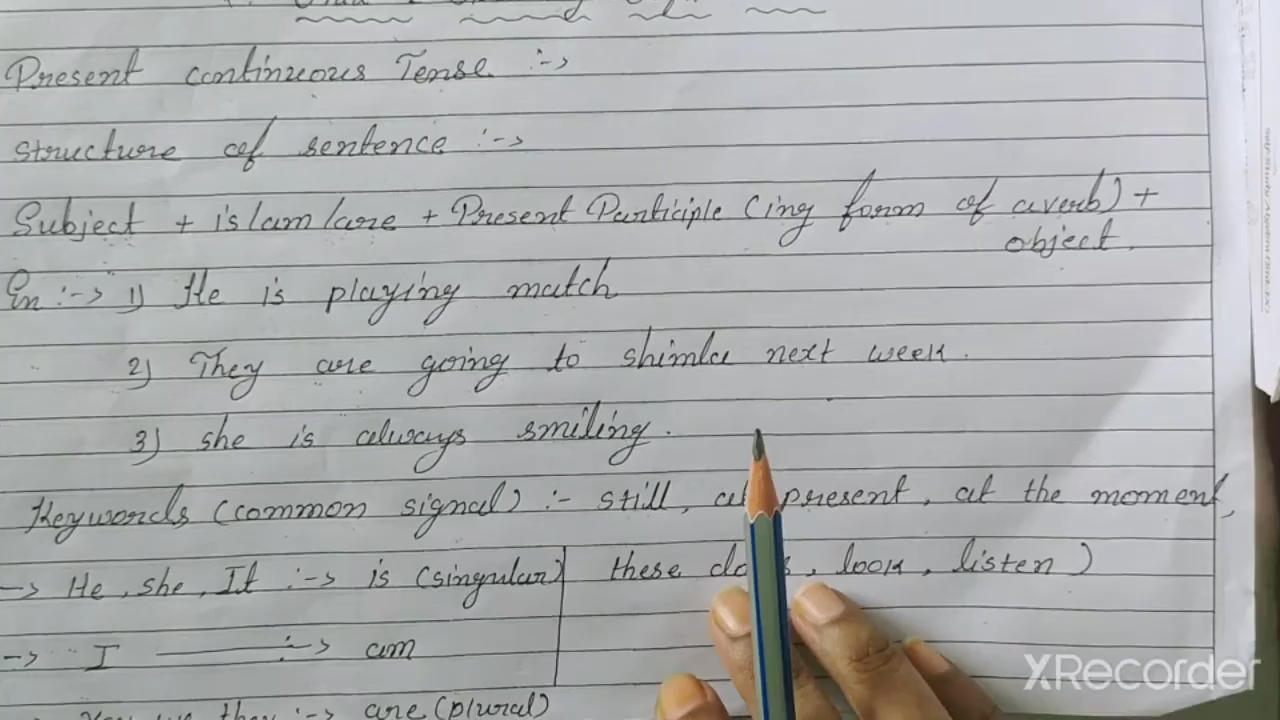 Present continuous Tense :->
structure of sentence :->
Subject + is/am/are + Present Participle (ing form of a verb) +
object.
Ex :-> 1) He is playing match
2) They are going to shimla next week.
3) she is always smiling.
Keywords (common signal) :- still, at present, at the moment,
these days, look, listen)
-> He, she, It :-> is (singular)
-> I :-> am
you we they :-> are (plural)
XRecorder